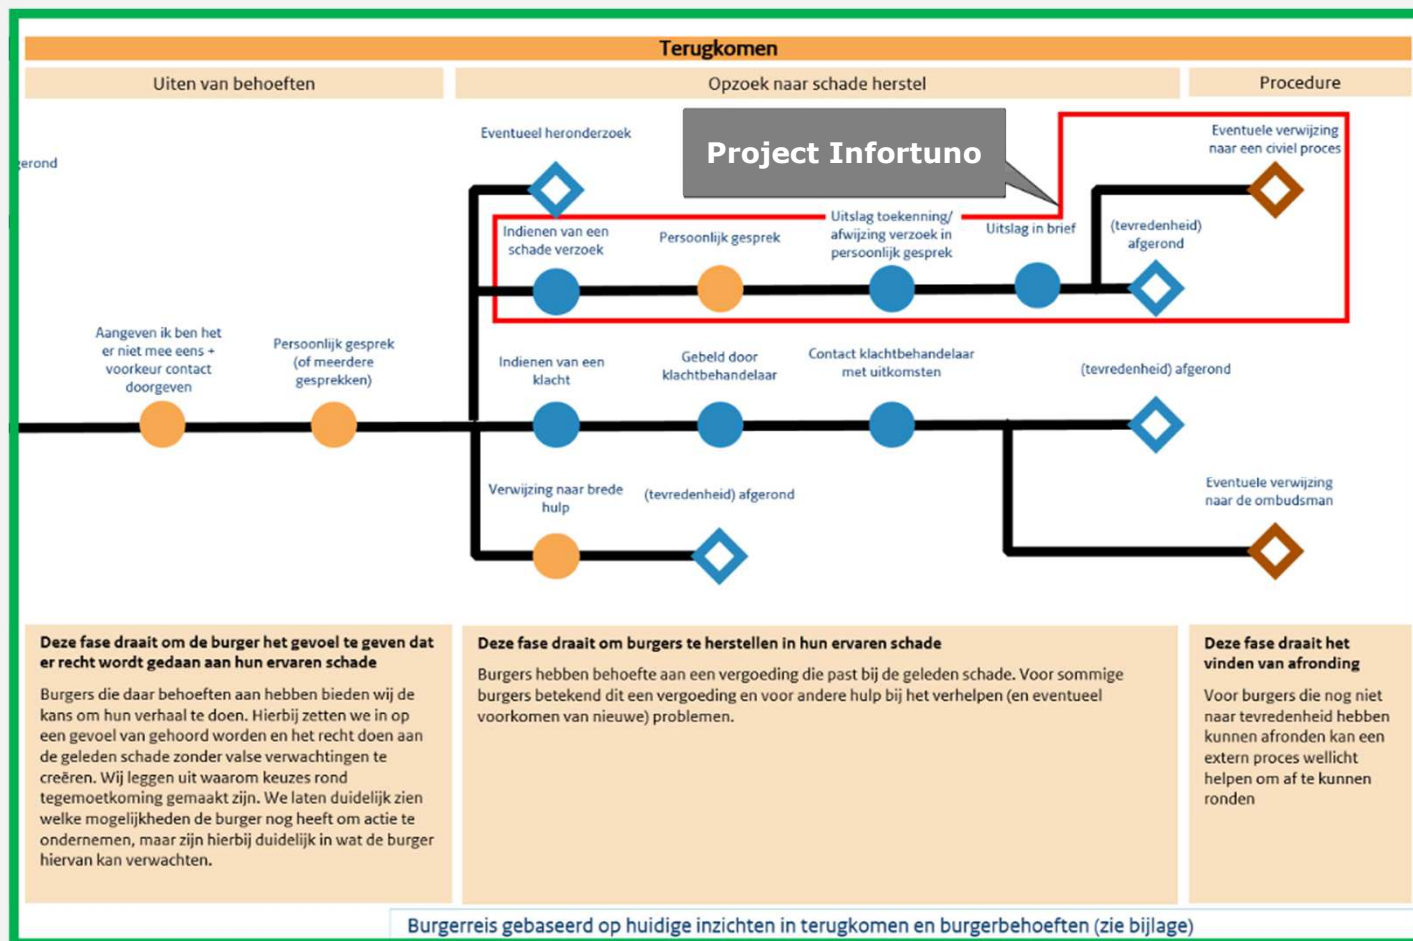 Terugkomen
Uiten van behoeften
Opzoek naar schade herstel
Procedure
gerond
Eventueel heronderzoek
Project Infortuno
Eventuele verwijzing
naar een civiel proces
Indienen van een
schade verzoek
Persoonlijk gesprek
Uitslag toekenning/
afwijzing verzoek in
persoonlijk gesprek
Uitslag in brief
(tevredenheid)
afgerond
Aangeven ik ben het
er niet mee eens +
voorkeur contact
doorgeven
Persoonlijk gesprek
(of meerdere
gesprekken)
Indienen van een
klacht
Gebeld door
klachtbehandelaar
Contact klachtbehandelaar
met uitkomsten
(tevredenheid) afgerond
Verwijzing naar brede
hulp
(tevredenheid) afgerond
Eventuele verwijzing
naar de ombudsman
Deze fase draait om de burger het gevoel te geven dat
er recht wordt gedaan aan hun ervaren schade
Burgers die daar behoeften aan hebben bieden wij de
kans om hun verhaal te doen. Hierbij zetten we in op
een gevoel van gehoord worden en het recht doen aan
de geleden schade zonder valse verwachtingen te
creëren. Wij leggen uit waarom keuzes rond
tegemoetkoming gemaakt zijn. We laten duidelijk zien
welke mogelijkheden de burger nog heeft om actie te
ondernemen, maar zijn hierbij duidelijk in wat de burger
hiervan kan verwachten.
Deze fase draait om burgers te herstellen in hun ervaren schade
Burgers hebben behoefte aan een vergoeding die past bij de geleden schade. Voor sommige
burgers betekend dit een vergoeding en voor andere hulp bij het verhelpen (en eventueel
voorkomen van nieuwe) problemen.
Deze fase draait het
vinden van afronding
Voor burgers die nog niet
naar tevredenheid hebben
kunnen afronden kan een
extern proces wellicht
helpen om af te kunnen
ronden
Burgerreis gebaseerd op huidige inzichten in terugkomen en burgerbehoeften (zie bijlage)